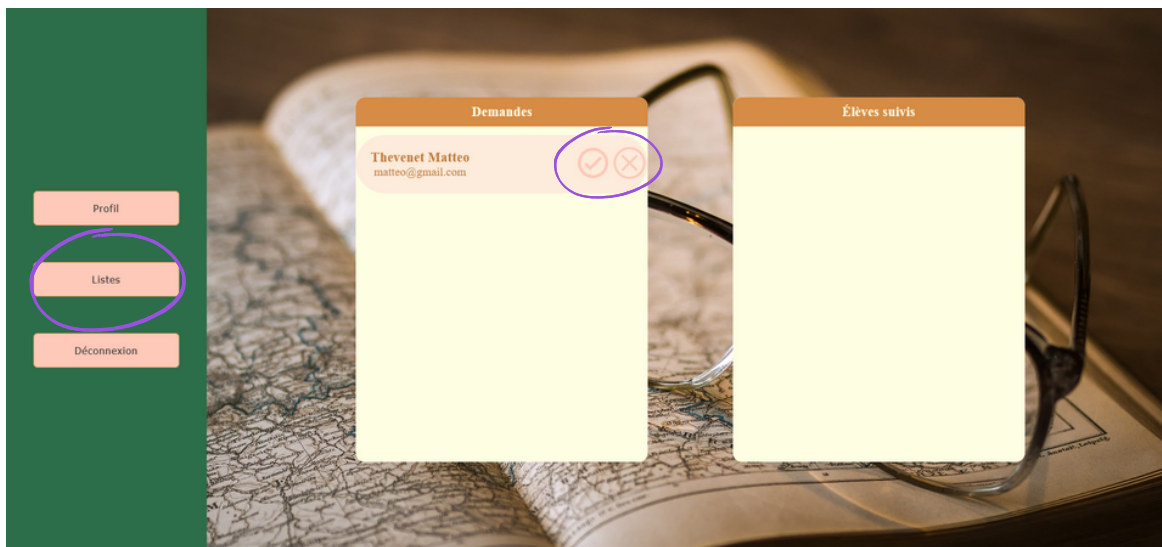 Profil
Listes
Déconnexion
Demandes
Thevenet Matteo
matteo@gmail.com
Élèves suivis